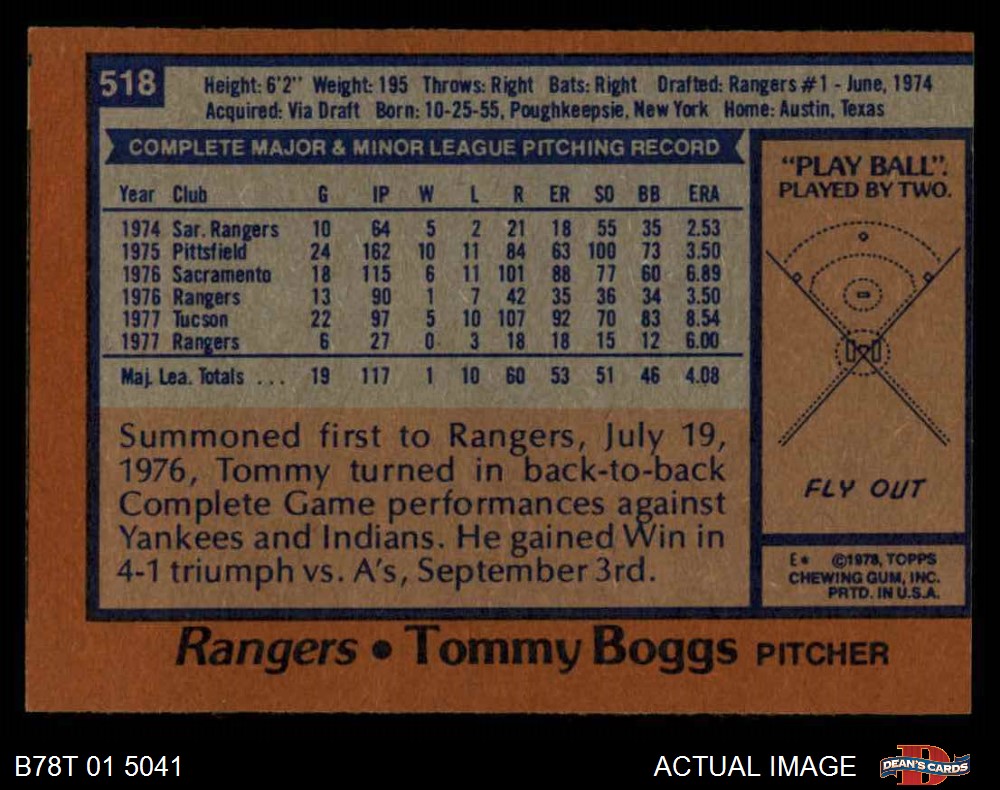 518
Height: 6'2" Weight: 195 Throws: Right Bats: Right Drafted: Rangers #1 - June, 1974
Acquired: Via Draft Born: 10-25-55, Poughkeepsie, New York Home: Austin, Texas
COMPLETE MAJOR & MINOR LEAGUE PITCHING RECORD
Year Club G IP W L R ER SO BB ERA
1974 Sar. Rangers 10 64 5 2 21 18 55 35 2.53
1975 Pittsfield 24 162 10 11 84 63 100 73 3.50
1976 Sacramento 18 115 6 11 101 88 77 60 6.89
1976 Rangers 13 90 1 7 42 35 36 34 3.50
1977 Tucson 22 97 5 10 107 92 70 83 8.54
1977 Rangers 6 27 0 3 18 18 15 12 6.00
Maj. Lea. Totals ... 19 117 1 10 60 53 51 46 4.08
Summoned first to Rangers, July 19,
1976, Tommy turned in back-to-back
Complete Game performances against
Yankees and Indians. He gained Win in
4-1 triumph vs. A's, September 3rd.
"PLAY BALL".
PLAYED BY TWO.
FLY OUT
E* ©1978, TOPPS
CHEWING GUM, INC.
PRTD. IN U.S.A.
Rangers • Tommy Boggs PITCHER
B78T 01 5041
ACTUAL IMAGE
D
DEAN'S CARDS